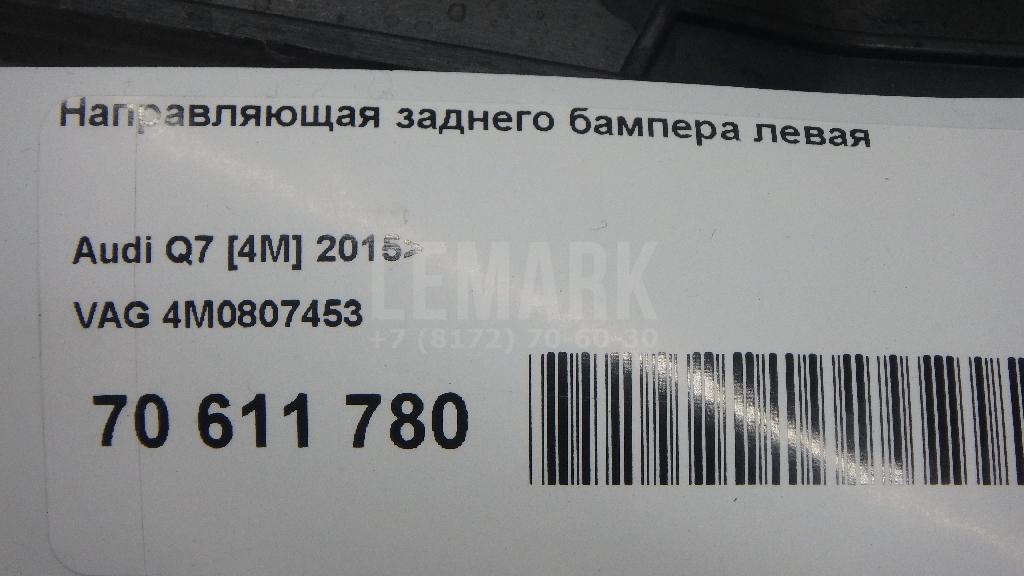 Направляющая заднего бампера левая
Audi Q7 [4M] 2015>
LEMARK
VAG 4M0807453
+7 (8172) 70-60-30
70 611 780